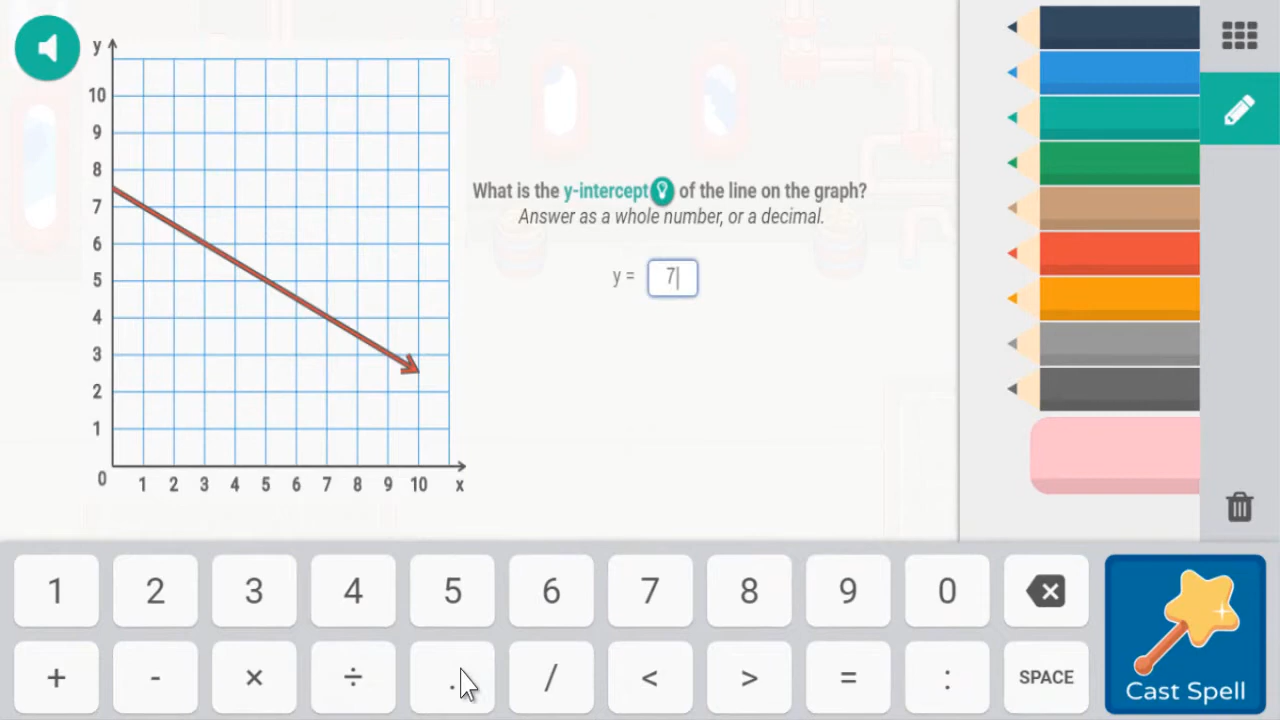 y
10
9
8
7
6
5
4
3
2
1
0
1 2 3 4 5 6 7 8 9 10 x
What is the y-intercept of the line on the graph?
Answer as a whole number, or a decimal.
y = 7
1 2 3 4 5 6 7 8 9 0
+ - × ÷ . / < > = : SPACE
Cast Spell